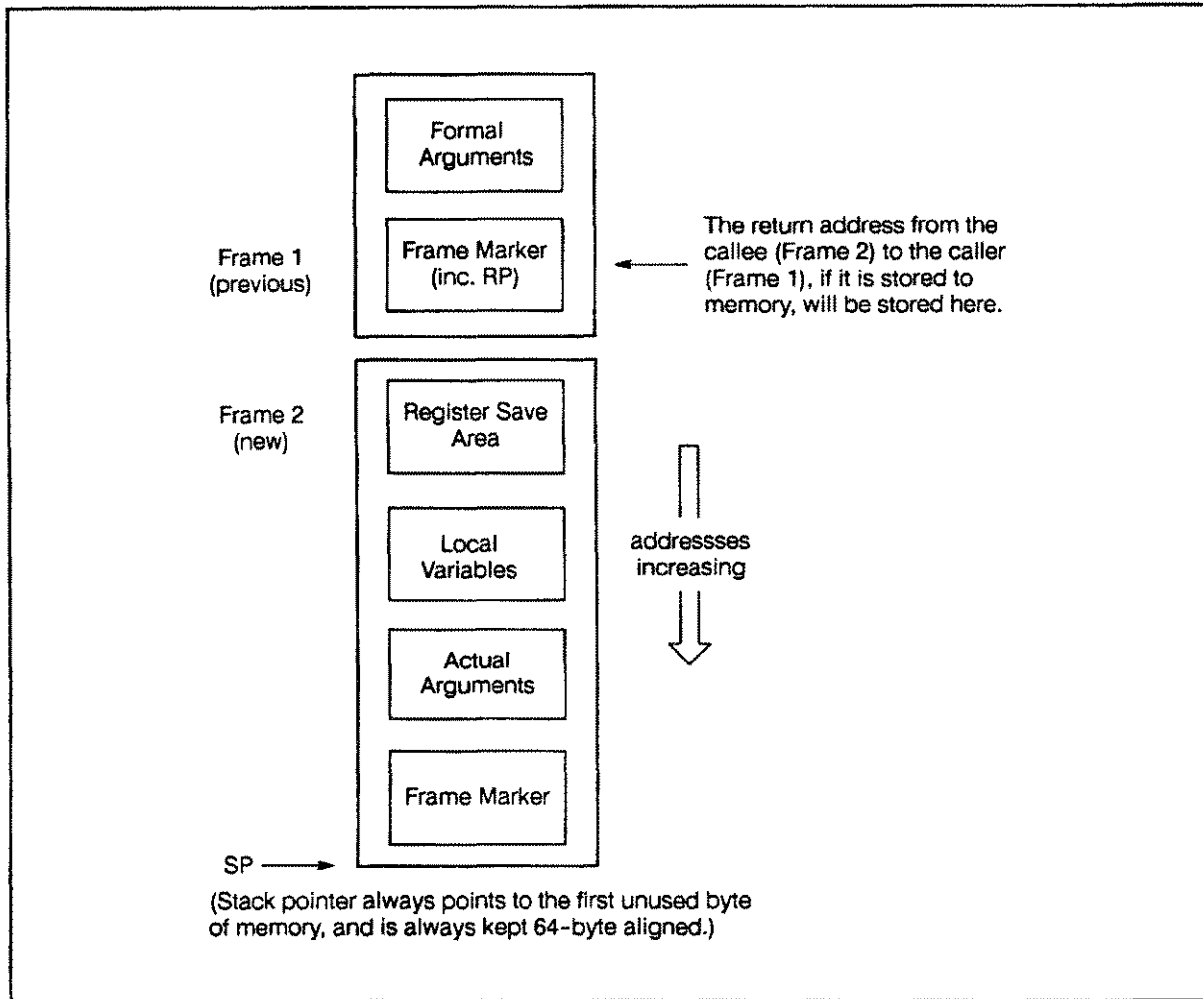 Formal
Arguments
Frame 1
(previous)
Frame Marker
(inc. RP)
The return address from the
callee (Frame 2) to the caller
(Frame 1), if it is stored to
memory, will be stored here.
Frame 2
(new)
Register Save
Area
Local
Variables
addressses
increasing
Actual
Arguments
Frame Marker
SP
(Stack pointer always points to the first unused byte
of memory, and is always kept 64-byte aligned.)